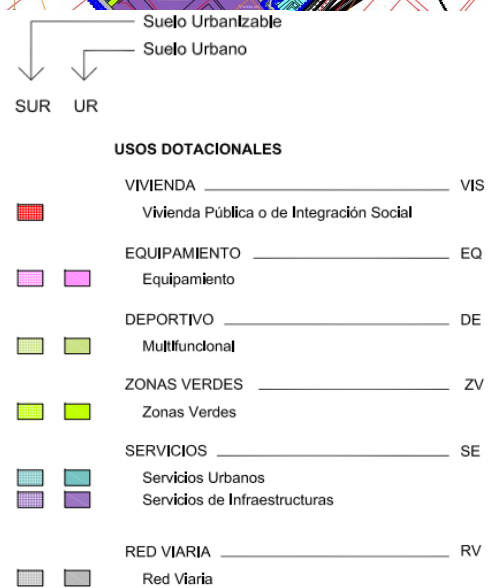 Suelo Urbanizable
Suelo Urbano
SUR UR
USOS DOTACIONALES
VIVIENDA VIS
Vivienda Pública o de Integración Social
EQUIPAMIENTO EQ
Equipamiento
DEPORTIVO DE
Multifuncional
ZONAS VERDES ZV
Zonas Verdes
SERVICIOS SE
Servicios Urbanos
Servicios de Infraestructuras
RED VIARIA RV
Red Viaria